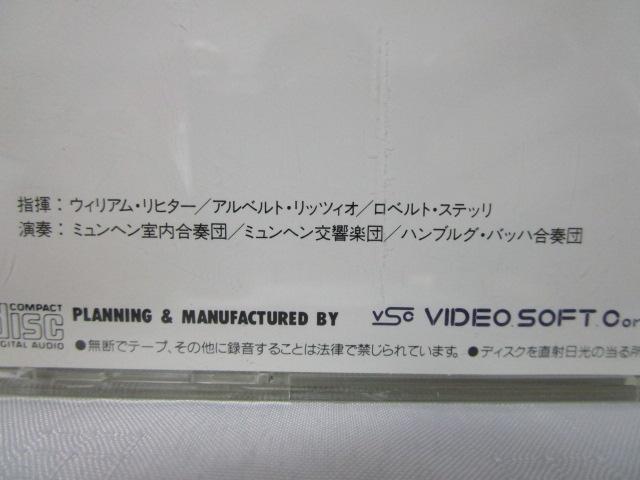 指揮：ウィリアム・リヒター／アルベルト・リッツィオ／ロベルト・ステッリ
演奏：ミュンヘン室内合奏団／ミュンヘン交響楽団／ハンブルグ・バッハ合奏団
COMPACT
disc
DIGITAL AUDIO
PLANNING & MANUFACTURED BY VSC VIDEO.SOFT.Cor
●無断でテープ、その他に録音することは法律で禁じられています。 ●ディスクを直射日光の当る所